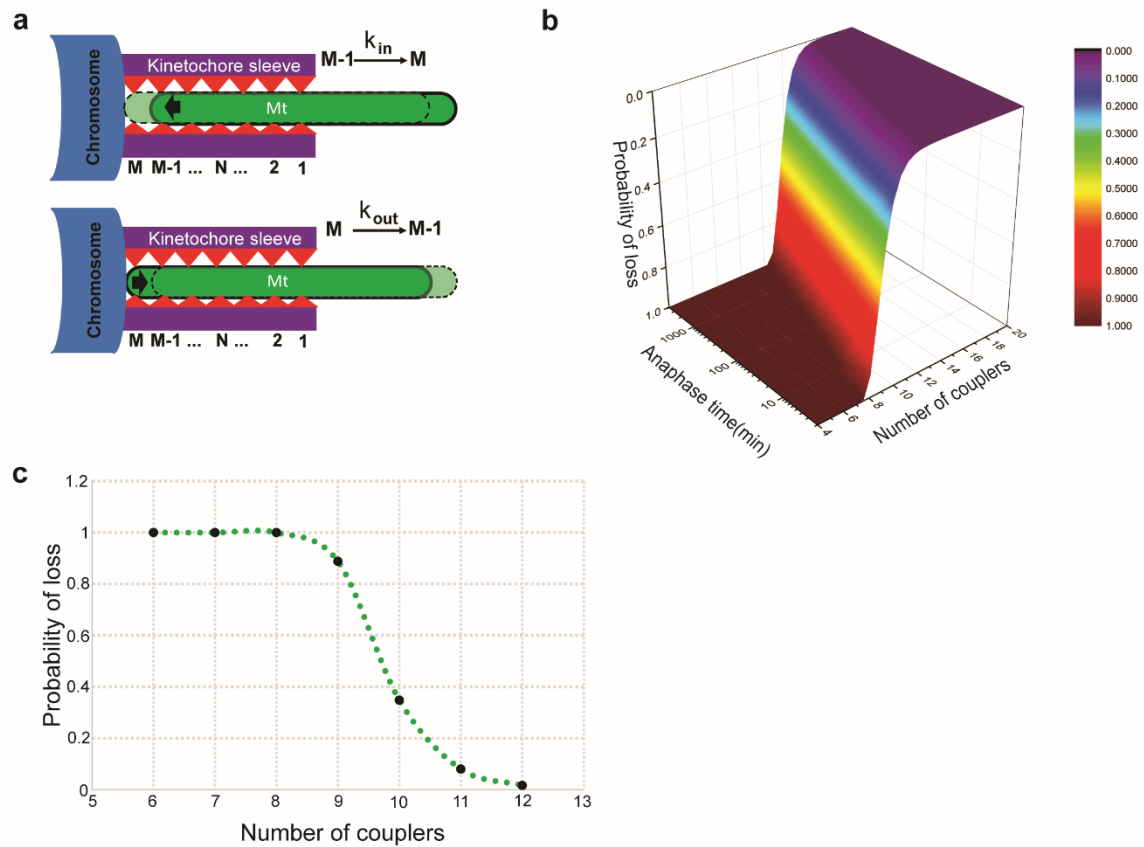 a
Chromosome
Kinetochore sleeve
Mt
M M-1 ... N ... 2 1
M-1 → M
k in
Chromosome
Kinetochore sleeve
Mt
M M-1 ... N ... 2 1
M → M-1
k out
b
Probability of loss
0.0
0.2
0.4
0.6
0.8
1.0
Anaphase time(min)
1000
100
10
Number of couplers
4 6 8 10 12 14 16 18 20
0.000
0.1000
0.2000
0.3000
0.4000
0.5000
0.6000
0.7000
0.8000
0.9000
1.000
c
Probability of loss
1.2
1
0.8
0.6
0.4
0.2
0
5 6 7 8 9 10 11 12 13
Number of couplers